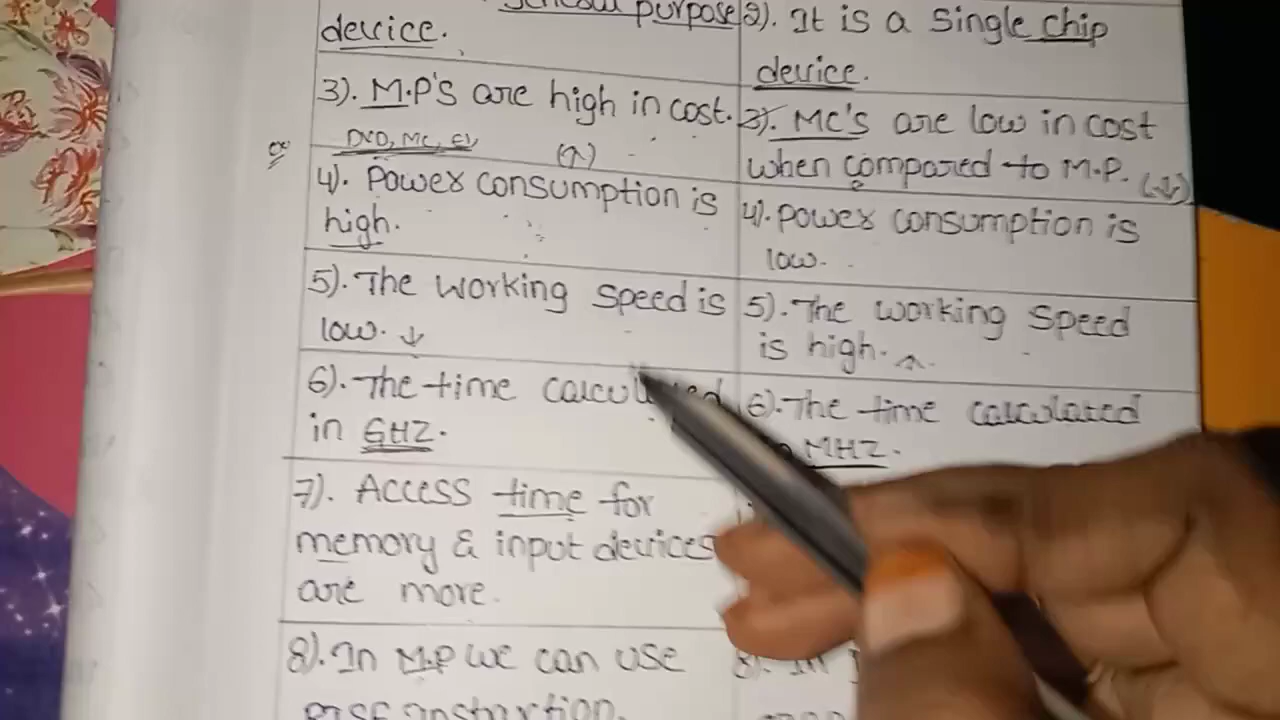 purpose
device.
3). M.P'S are high in cost.
(↑)
4). Power consumption is
high.
5). The working speed is
low. ↓
6). The time
in GHZ.
7). Access time for
memory & input devices
are more.
8). In M.P we can use
2). It is a single chip
device.
3). MC's are low in cost
when compared to M.P. (↓)
4). power consumption is
low.
5). The working speed
is high. ↑
6). The time calculated
MHZ.